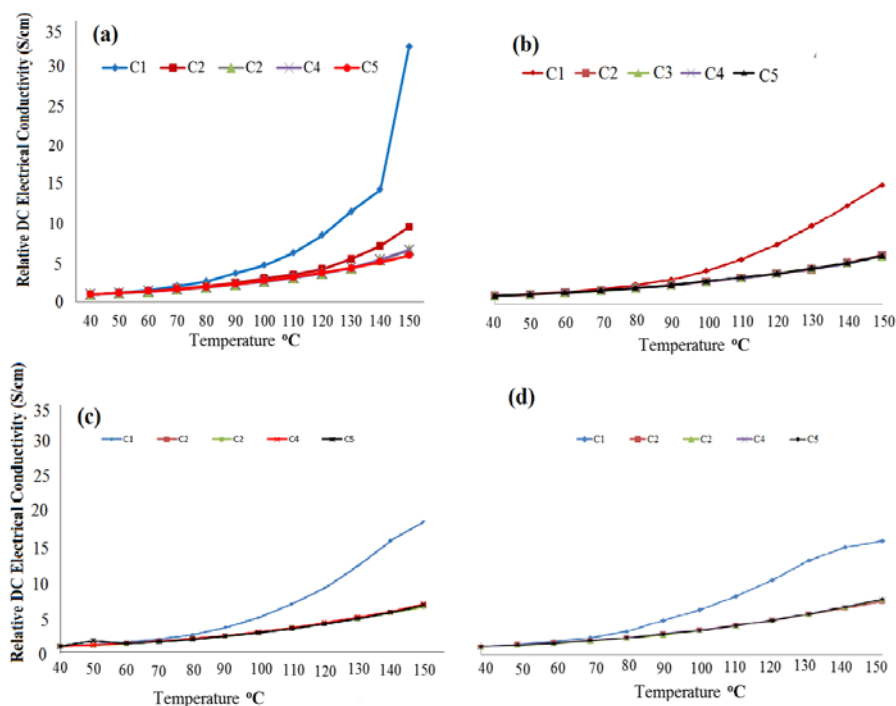 (a)
C1 C2 C2 C4 C5
Relative DC Electrical Conductivity (S/cm)
35
30
25
20
15
10
5
0
40 50 60 70 80 90 100 110 120 130 140 150
Temperature °C
(b)
C1 C2 C3 C4 C5
40 50 60 70 80 90 100 110 120 130 140 150
Temperature °C
(c)
C1 C2 C2 C4 C5
Relative DC Electrical Conductivity (S/cm)
35
30
25
20
15
10
5
0
40 50 60 70 80 90 100 110 120 130 140 150
Temperature °C
(d)
C1 C2 C2 C4 C5
40 50 60 70 80 90 100 110 120 130 140 150
Temperature °C